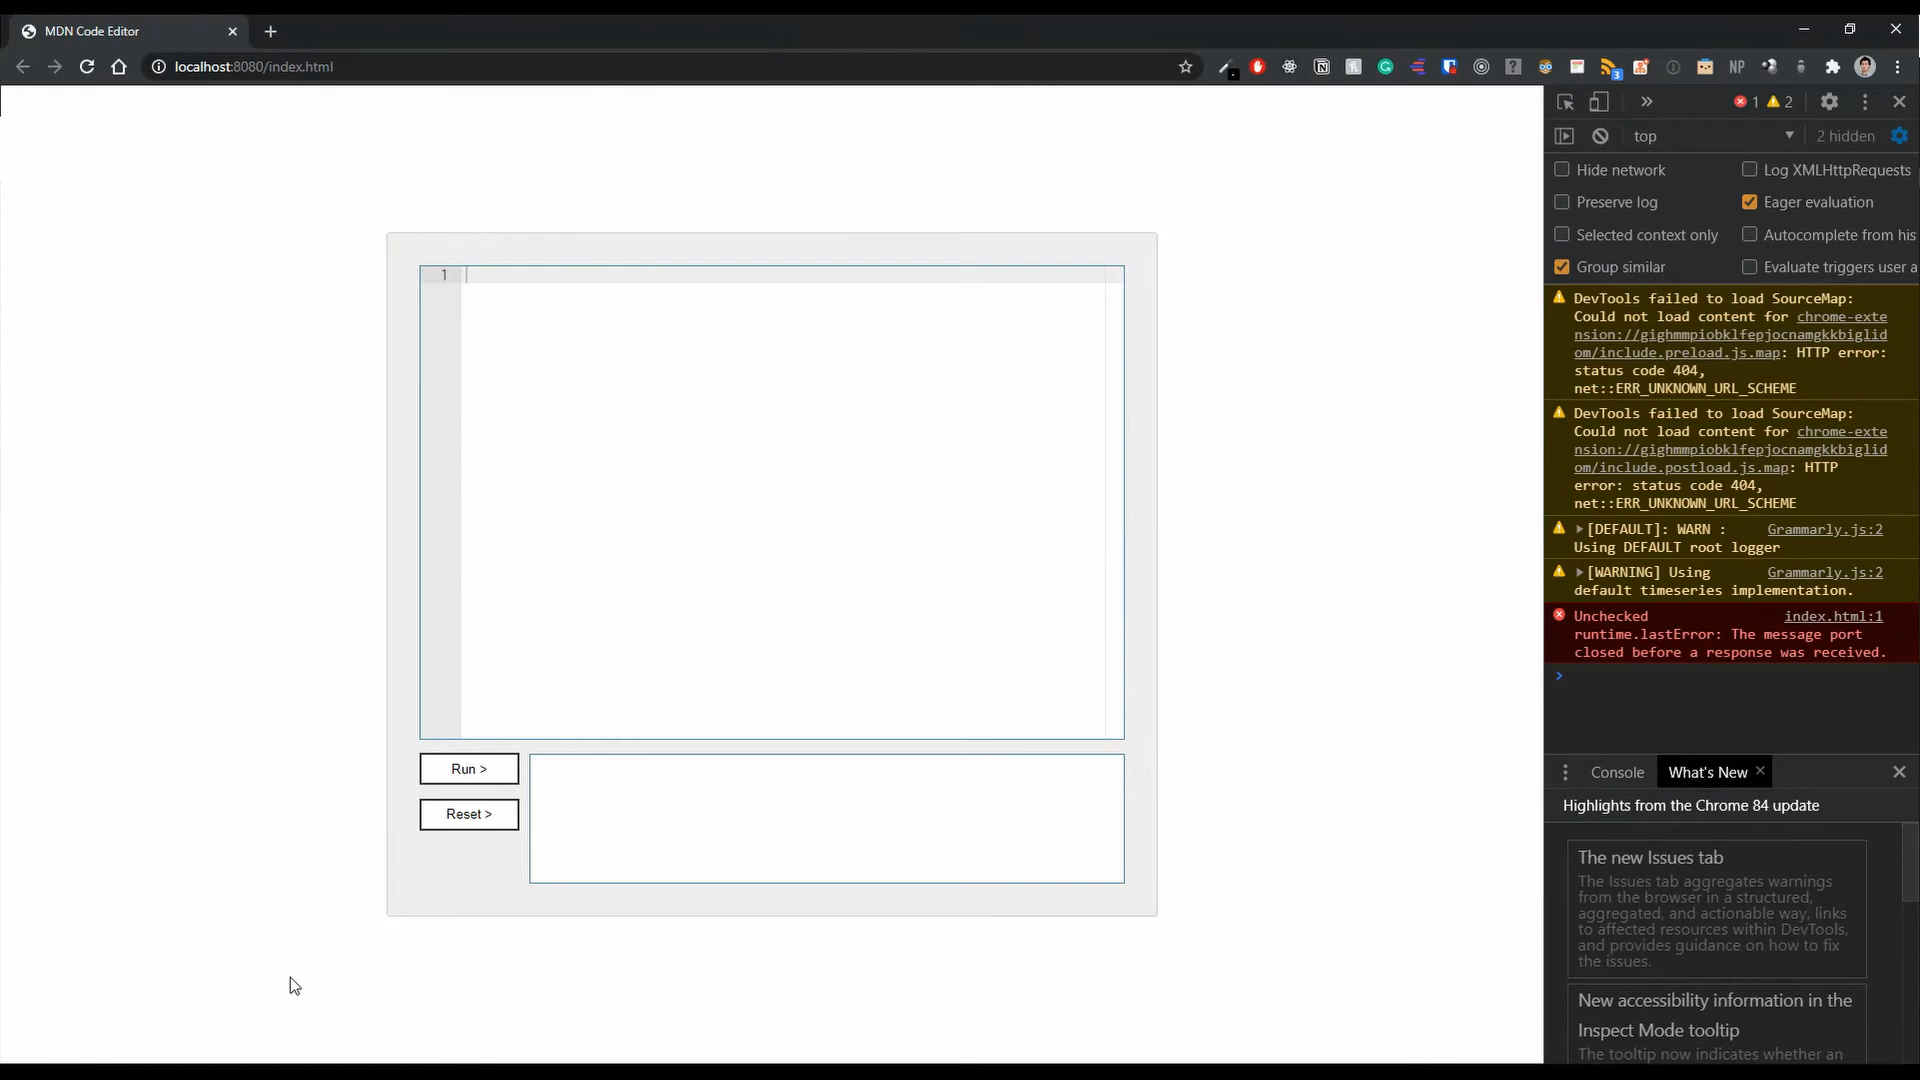 MDN Code Editor
localhost:8080/index.html
NP
3
1 2
top 2 hidden
Hide network Log XMLHttpRequests
Preserve log Eager evaluation
Selected context only Autocomplete from his
Group similar Evaluate triggers user a
1
DevTools failed to load SourceMap:
Could not load content for chrome-exte
nsion://gighmmpiobklfepjocnamgkkbiglid
om/include.preload.js.map: HTTP error:
status code 404,
net::ERR_UNKNOWN_URL_SCHEME
DevTools failed to load SourceMap:
Could not load content for chrome-exte
nsion://gighmmpiobklfepjocnamgkkbiglid
om/include.postload.js.map: HTTP
error: status code 404,
net::ERR_UNKNOWN_URL_SCHEME
[DEFAULT]: WARN : Grammarly.js:2
Using DEFAULT root logger
[WARNING] Using Grammarly.js:2
default timeseries implementation.
Unchecked index.html:1
runtime.lastError: The message port
closed before a response was received.
Run >
Reset >
Console What's New
Highlights from the Chrome 84 update
The new Issues tab
The Issues tab aggregates warnings
from the browser in a structured,
aggregated, and actionable way, links
to affected resources within DevTools,
and provides guidance on how to fix
the issues.
New accessibility information in the
Inspect Mode tooltip
The tooltip now indicates whether an